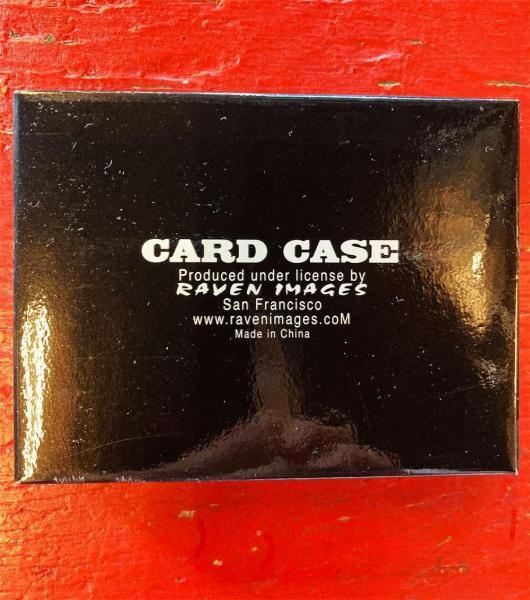 CARD CASE
Produced under license by
RAVEN IMAGES
San Francisco
www.ravenimages.coM
Made in China